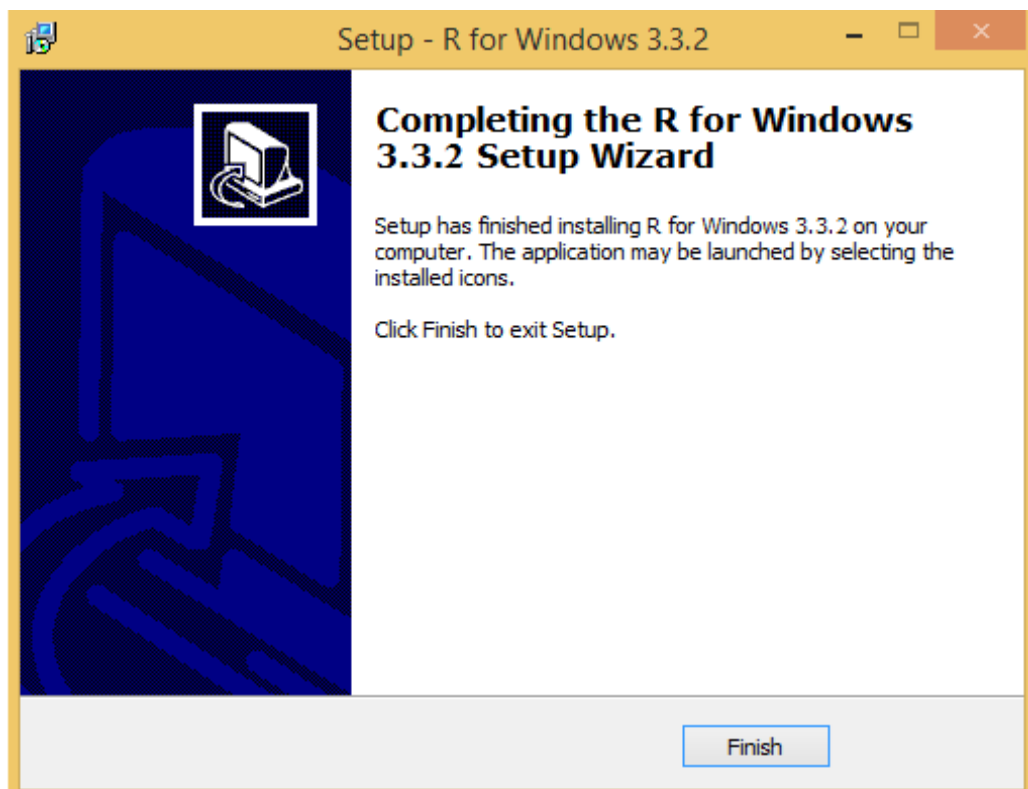 Setup - R for Windows 3.3.2
Completing the R for Windows
3.3.2 Setup Wizard
Setup has finished installing R for Windows 3.3.2 on your
computer. The application may be launched by selecting the
installed icons.
Click Finish to exit Setup.
Finish